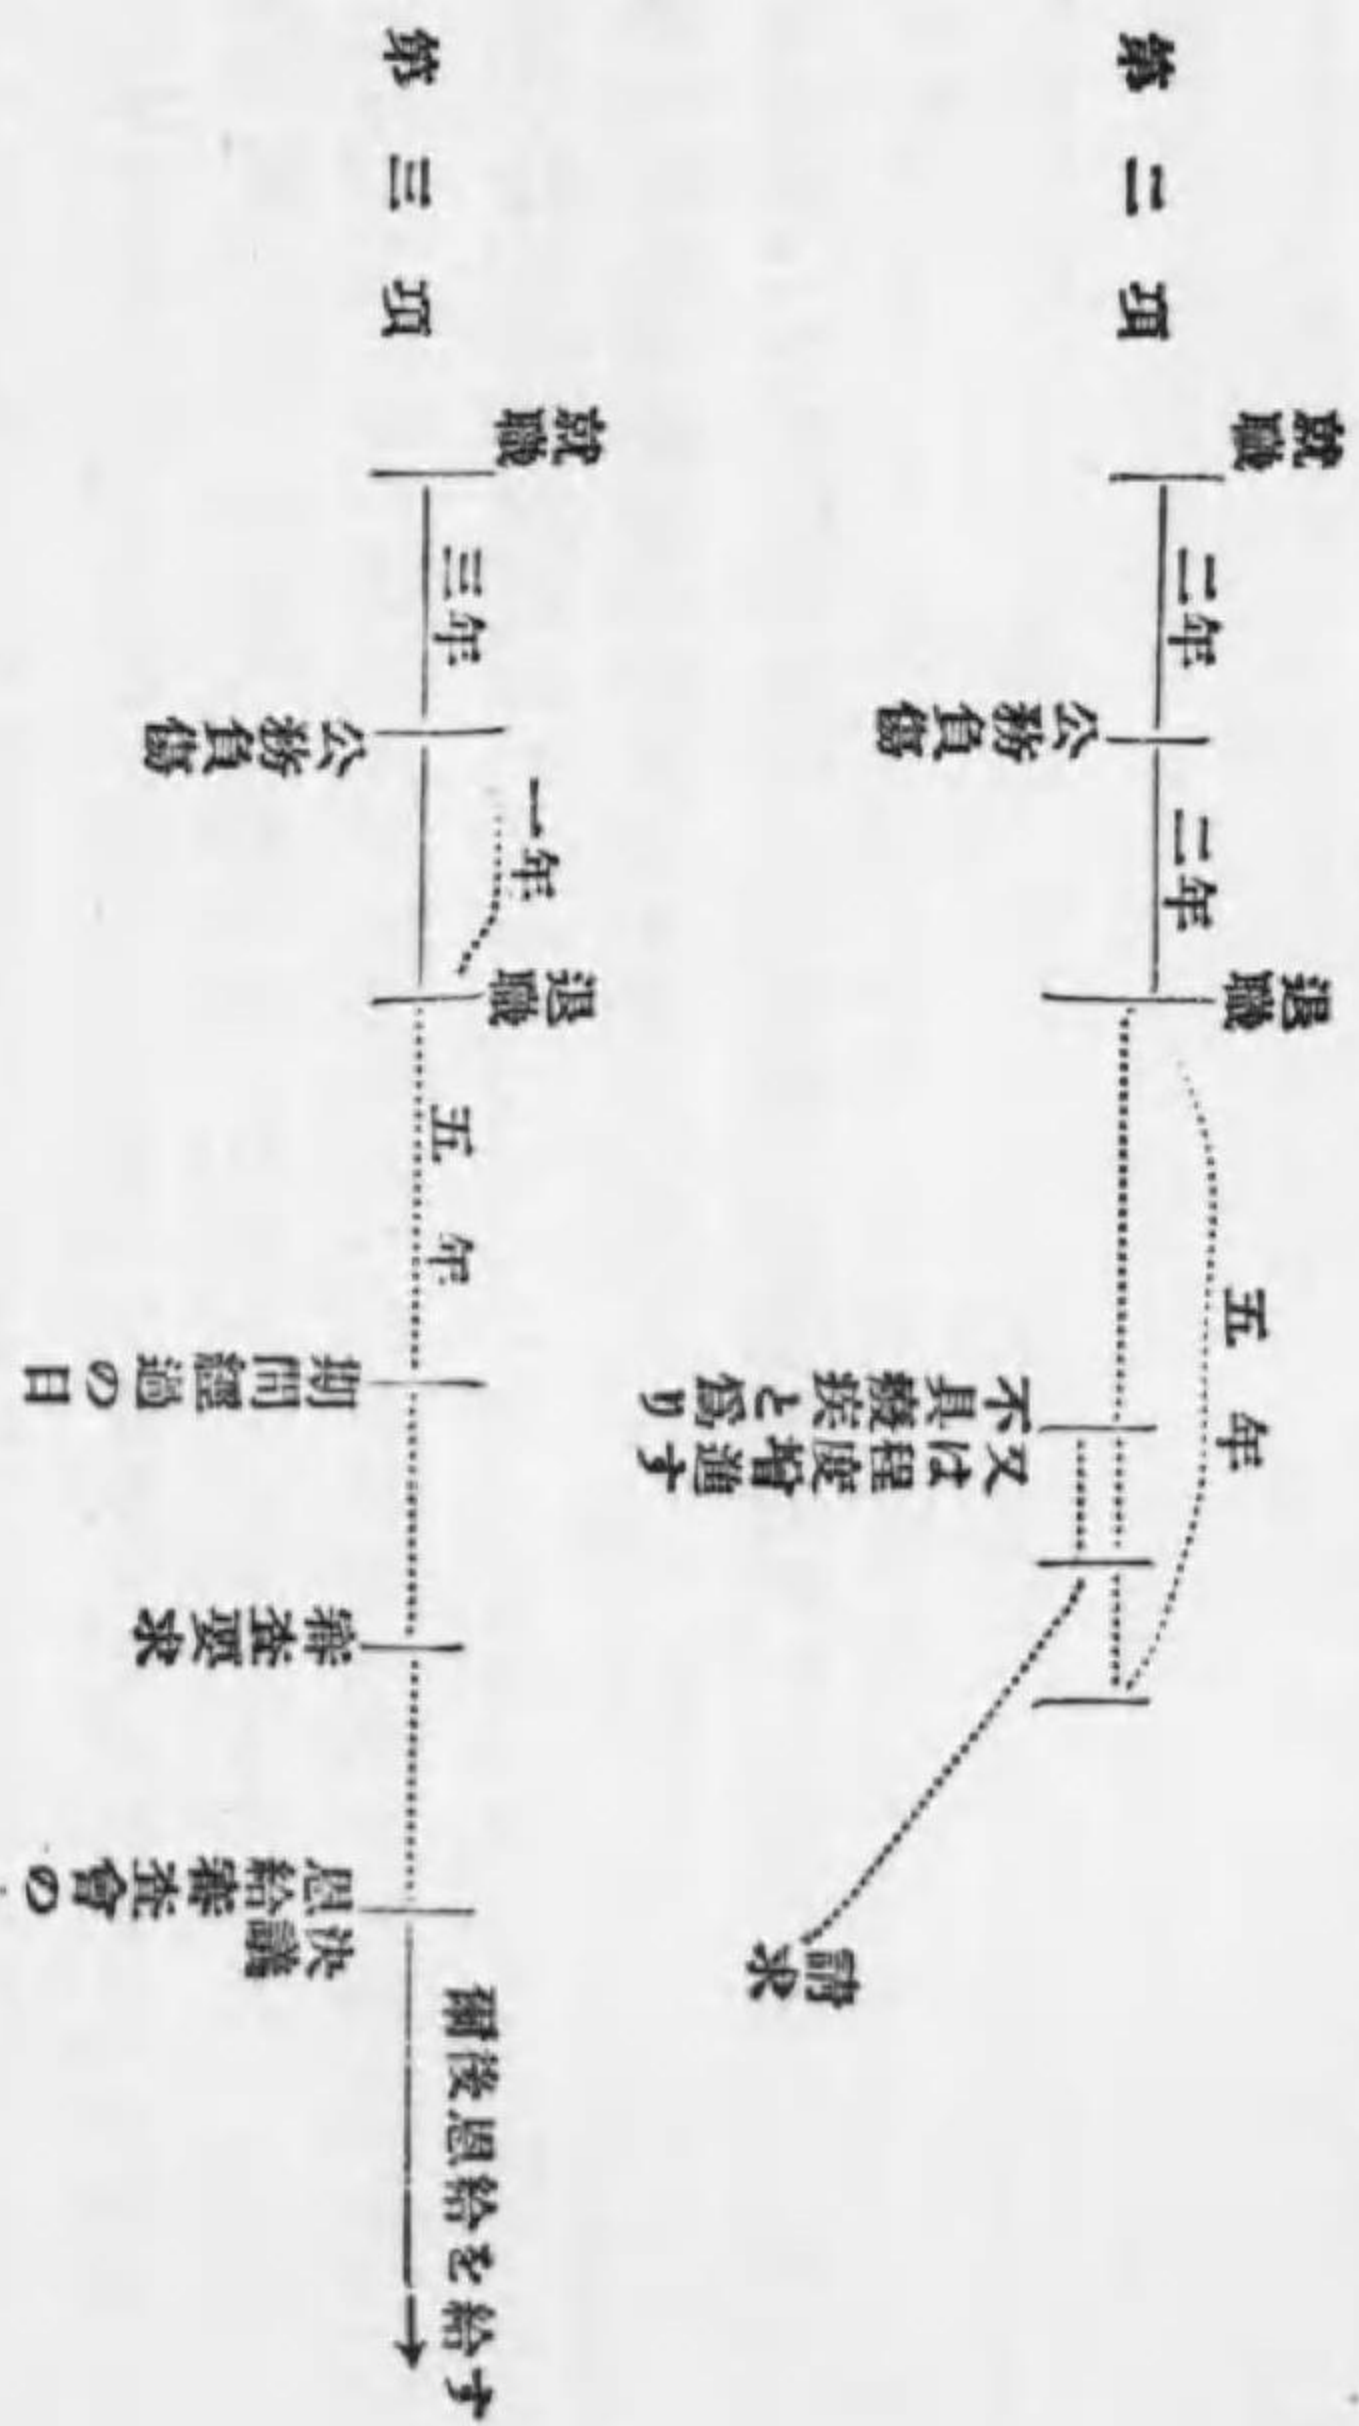 第二項
就職
二年
公務負傷
二年
退職
五年
不具癈疾と爲り
又は程度增進す
請求
第三項
就職
三年
公務負傷
一年
退職
五年
期間經過の日
審査要求
恩給審査會の
決議
爾後恩給を給す